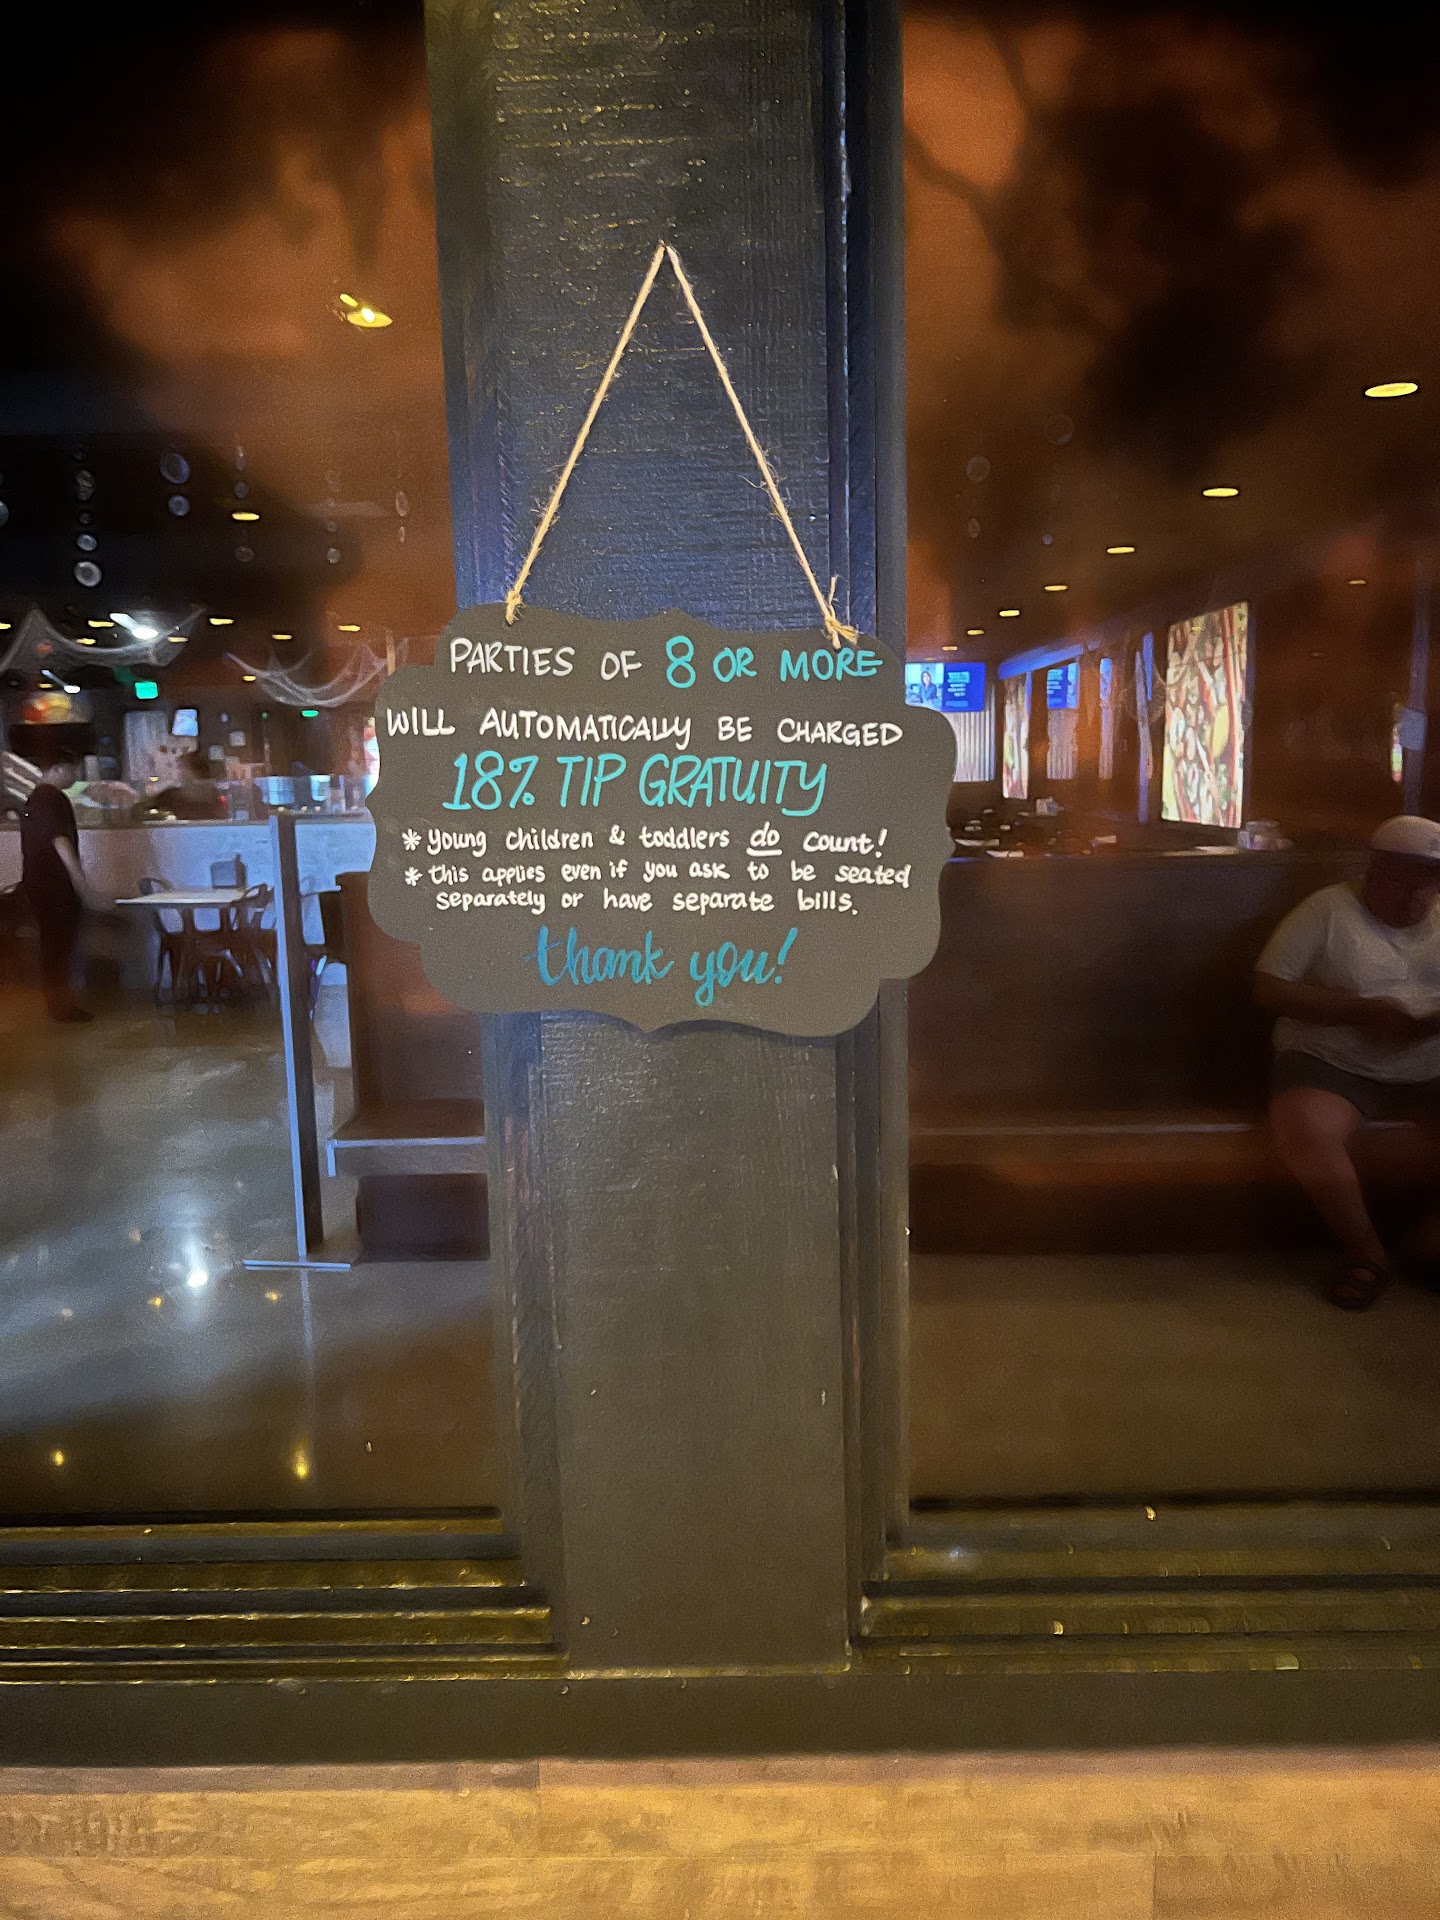 PARTIES OF 8 OR MORE
WILL AUTOMATICALLY BE CHARGED
18% TIP GRATUITY
* young children & toddlers do count!
* this applies even if you ask to be seated
separately or have separate bills.
thank you!